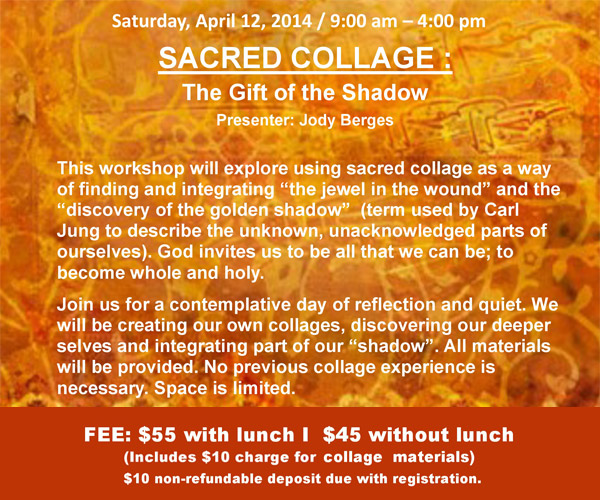 Saturday, April 12, 2014 / 9:00 am – 4:00 pm
SACRED COLLAGE :
The Gift of the Shadow
Presenter: Jody Berges
This workshop will explore using sacred collage as a way
of finding and integrating “the jewel in the wound” and the
“discovery of the golden shadow”  (term used by Carl
Jung to describe the unknown, unacknowledged parts of
ourselves). God invites us to be all that we can be; to
become whole and holy.
Join us for a contemplative day of reflection and quiet. We
will be creating our own collages, discovering our deeper
selves and integrating part of our “shadow”. All materials
will be provided. No previous collage experience is
necessary. Space is limited.
FEE: $55 with lunch I  $45 without lunch
(Includes $10 charge for collage  materials)
$10 non-refundable deposit due with registration.